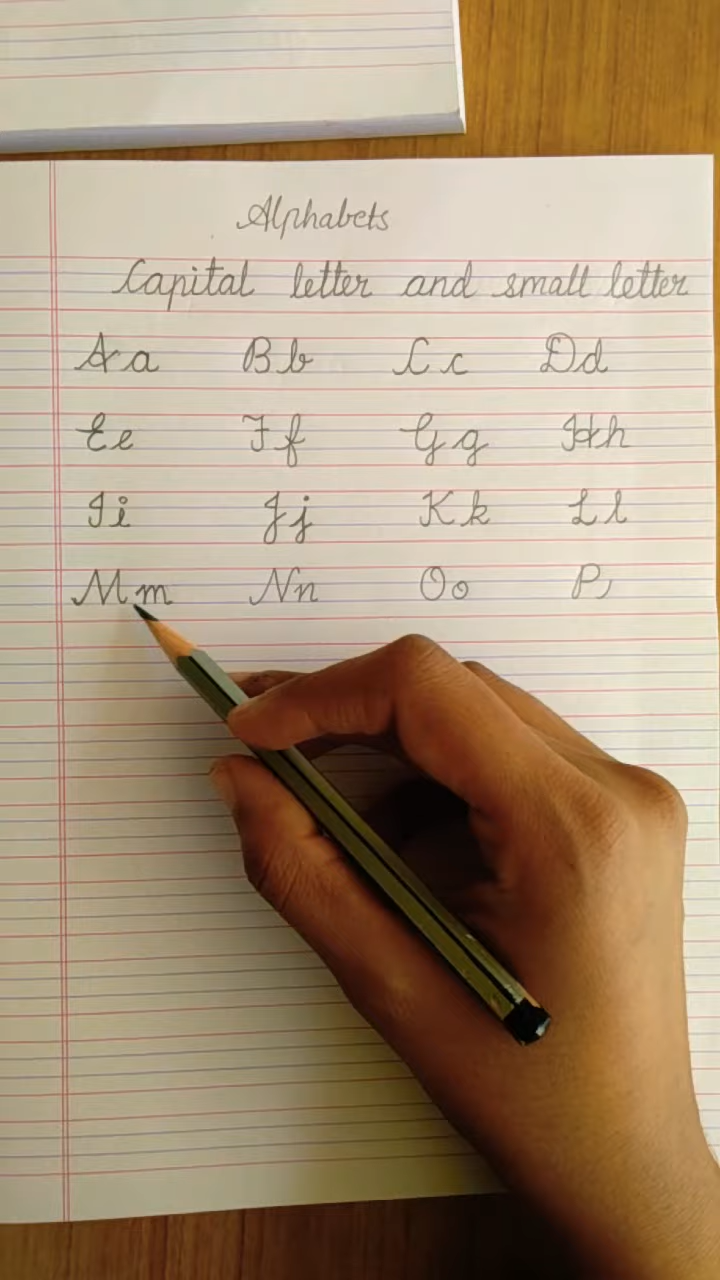 Alphabets
Capital letter and small letter
Aa Bb Cc Dd
Ee Ff Gg Hh
Ii Jj Kk Ll
Mm Nn Oo P